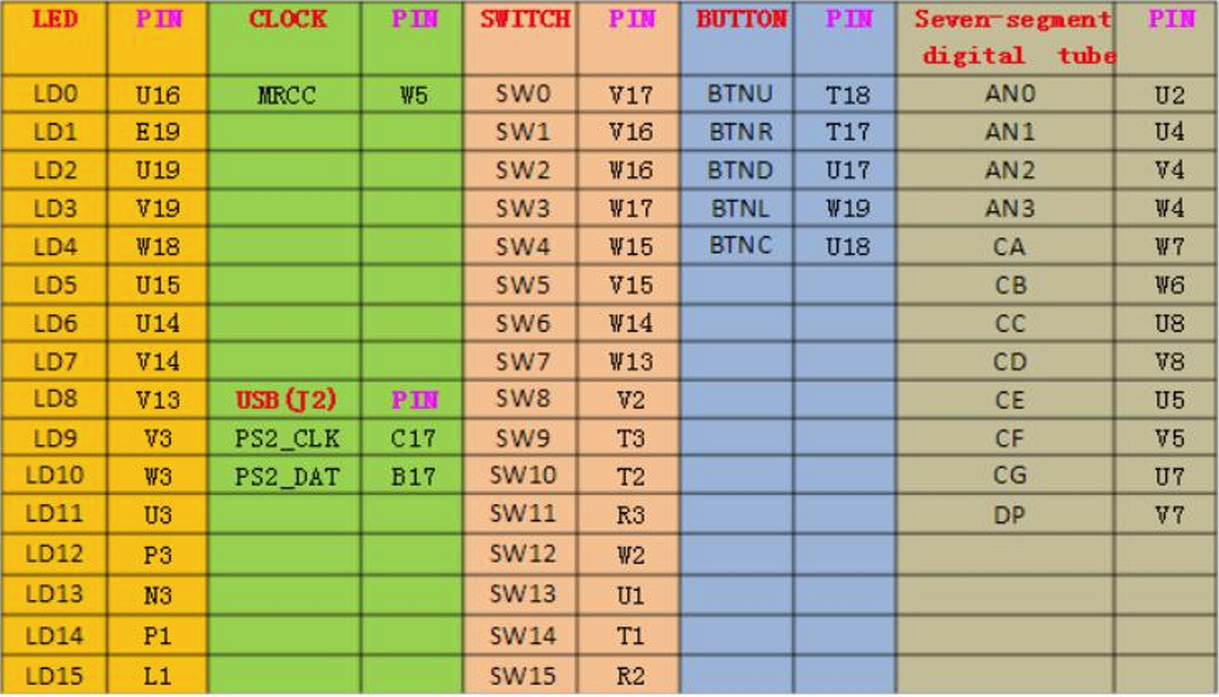 LED PIN CLOCK PIN SWITCH PIN BUTTON PIN Seven-segment PIN
digital tube
LD0 U16 MRCC W5 SW0 V17 BTNU T18 AN0 U2
LD1 E19 SW1 V16 BTNR T17 AN1 U4
LD2 U19 SW2 W16 BTND U17 AN2 V4
LD3 V19 SW3 W17 BTNL W19 AN3 W4
LD4 W18 SW4 W15 BTNC U18 CA W7
LD5 U15 SW5 V15 CB W6
LD6 U14 SW6 W14 CC U8
LD7 V14 SW7 W13 CD V8
LD8 V13 USB(J2) PIN SW8 V2 CE U5
LD9 V3 PS2_CLK C17 SW9 T3 CF V5
LD10 W3 PS2_DAT B17 SW10 T2 CG U7
LD11 U3 SW11 R3 DP V7
LD12 P3 SW12 W2
LD13 N3 SW13 U1
LD14 P1 SW14 T1
LD15 L1 SW15 R2